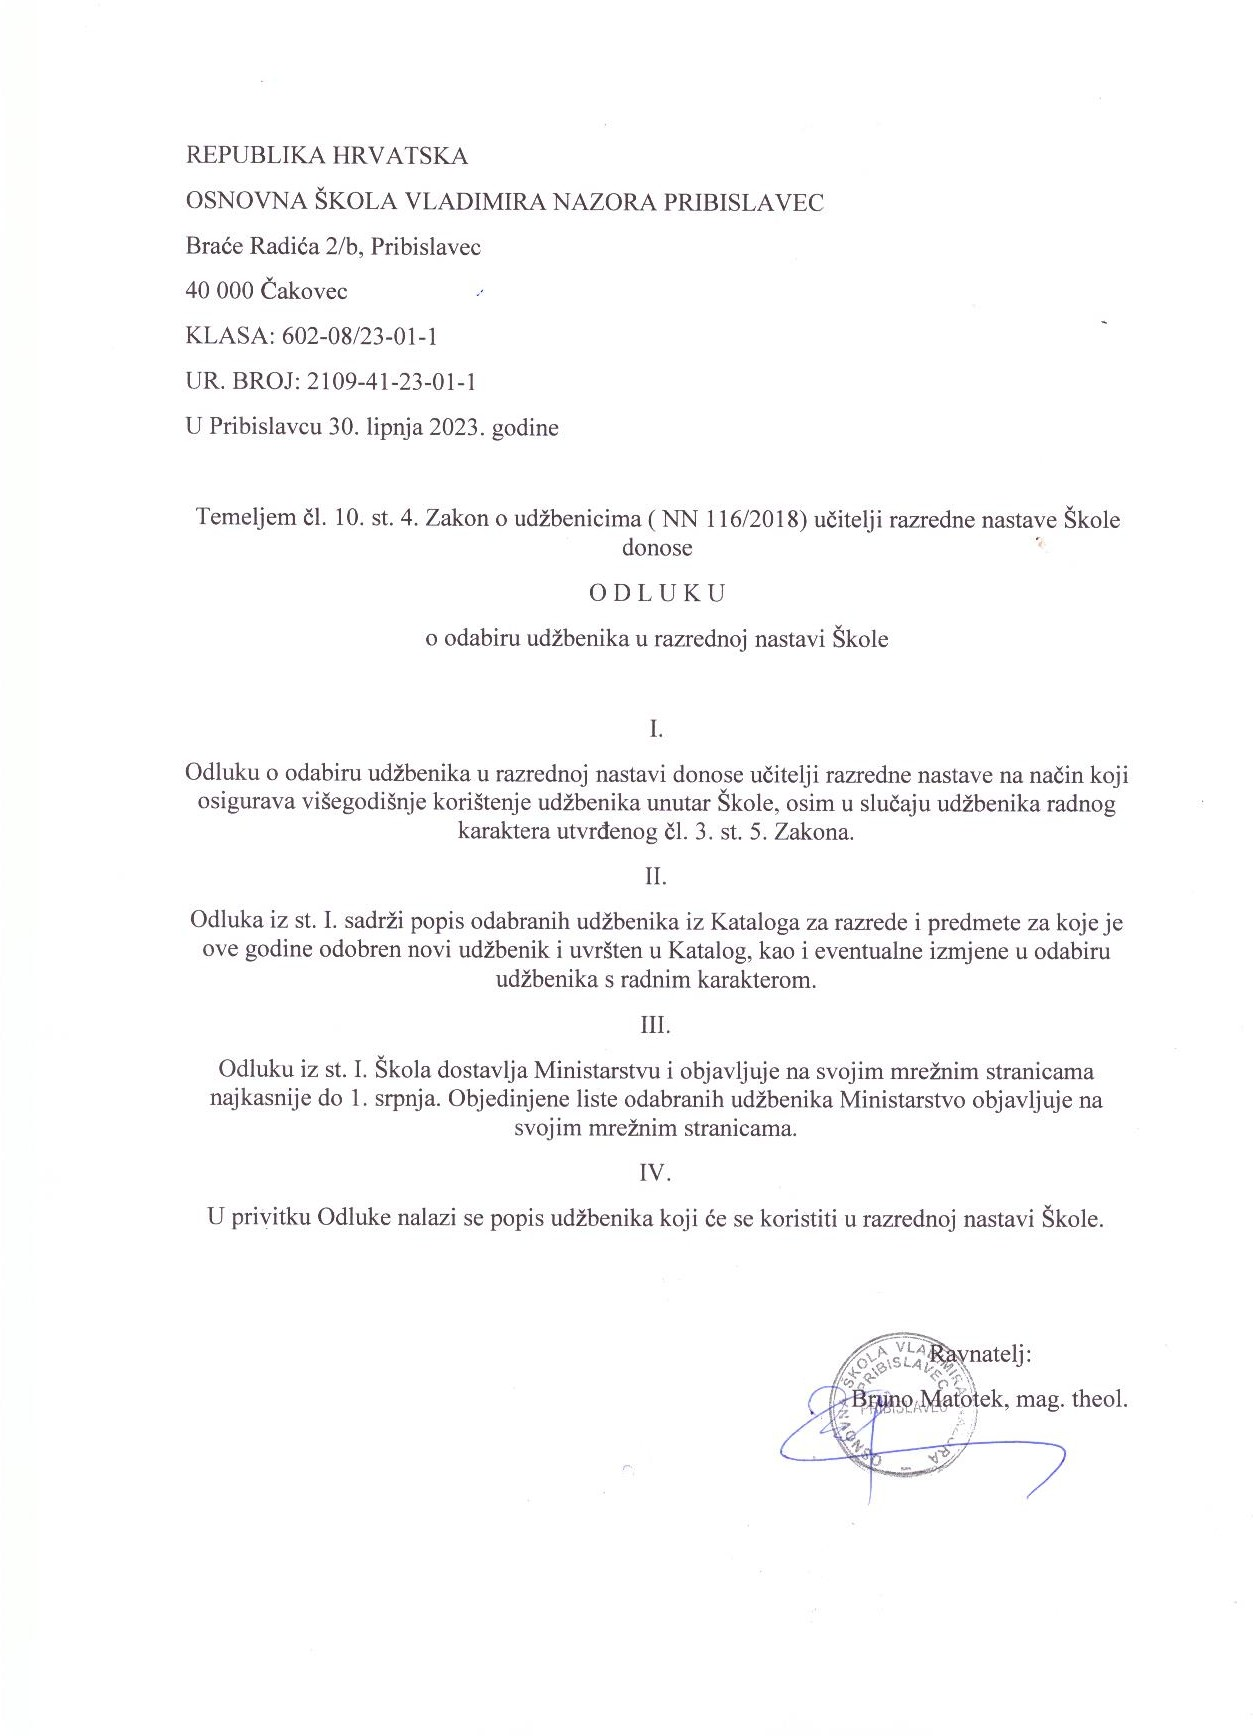 REPUBLIKA HRVATSKA
OSNOVNA ŠKOLA VLADIMIRA NAZORA PRIBISLAVEC
Braće Radića 2/b, Pribislavec
40 000 Čakovec
KLASA: 602-08/23-01-1
UR. BROJ: 2109-41-23-01-1
U Pribislavcu 30. lipnja 2023. godine
Temeljem čl. 10. st. 4. Zakon o udžbenicima ( NN 116/2018) učitelji razredne nastave Škole
donose
O D L U K U
o odabiru udžbenika u razrednoj nastavi Škole
I.
Odluku o odabiru udžbenika u razrednoj nastavi donose učitelji razredne nastave na način koji
osigurava višegodišnje korištenje udžbenika unutar Škole, osim u slučaju udžbenika radnog
karaktera utvrđenog čl. 3. st. 5. Zakona.
II.
Odluka iz st. I. sadrži popis odabranih udžbenika iz Kataloga za razrede i predmete za koje je
ove godine odobren novi udžbenik i uvršten u Katalog, kao i eventualne izmjene u odabiru
udžbenika s radnim karakterom.
III.
Odluku iz st. I. Škola dostavlja Ministarstvu i objavljuje na svojim mrežnim stranicama
najkasnije do 1. srpnja. Objedinjene liste odabranih udžbenika Ministarstvo objavljuje na
svojim mrežnim stranicama.
IV.
U privitku Odluke nalazi se popis udžbenika koji će se koristiti u razrednoj nastavi Škole.
Ravnatelj:
Bruno Matotek, mag. theol.
OSNOVNA ŠKOLA VLADIMIRA NAZORA
PRIBISLAVEC
PRIBISLAVEC